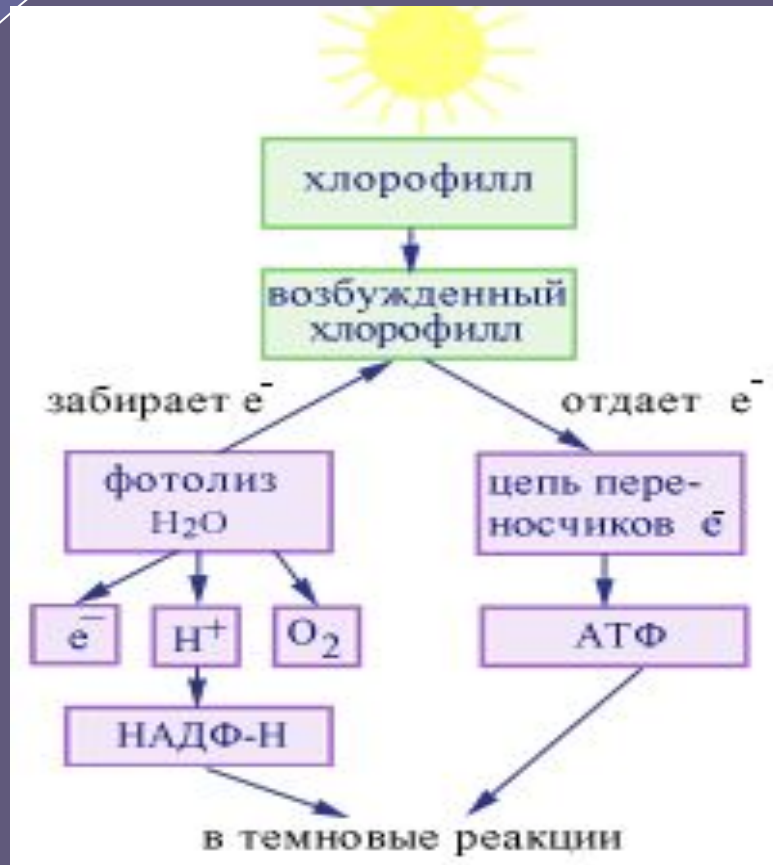 хлорофилл
возбужденный
хлорофилл
забирает e⁻
отдает e⁻
фотолиз
H₂O
цепь пере-
носчиков e⁻
e⁻
H⁺
O₂
АТФ
НАДФ-Н
в темновые реакции